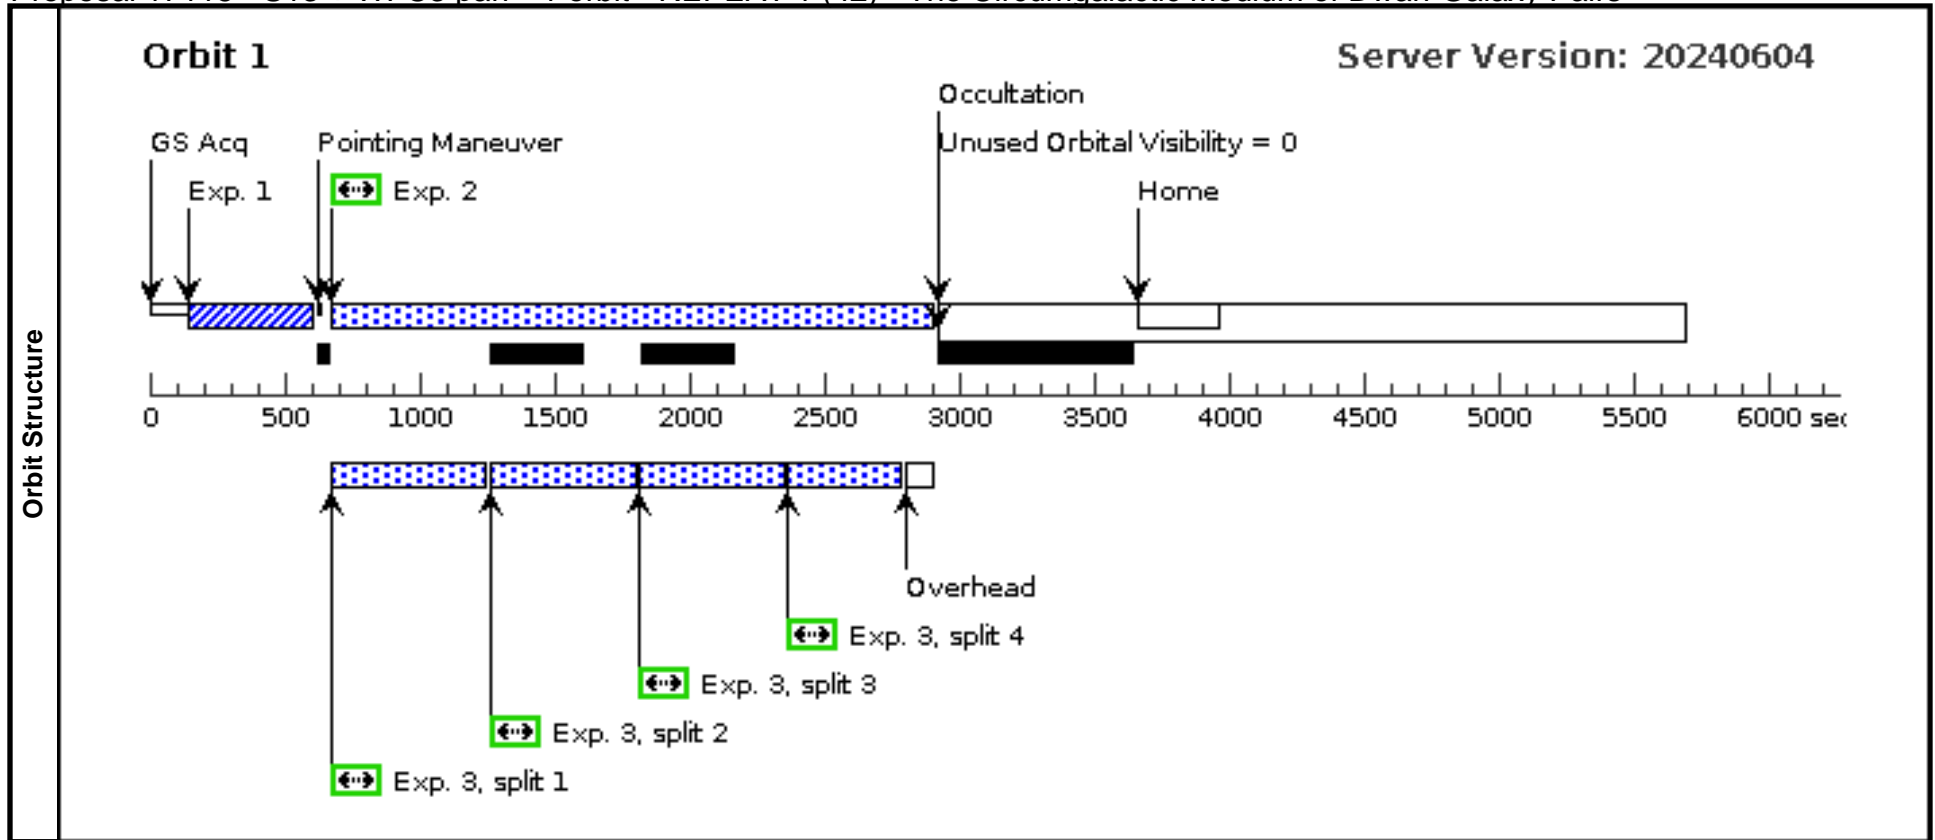 Orbit 1
Server Version: 20240604
Occultation
GS Acq
Pointing Maneuver
Unused Orbital Visibility = 0
Exp. 1
Exp. 2
Home
0 500 1000 1500 2000 2500 3000 3500 4000 4500 5000 5500 6000 sec
Orbit Structure
Overhead
Exp. 3, split 4
Exp. 3, split 3
Exp. 3, split 2
Exp. 3, split 1